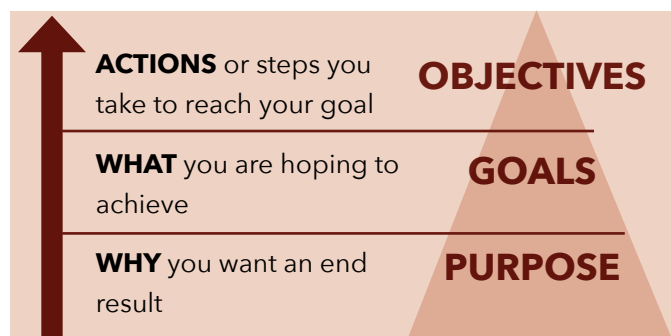 ACTIONS or steps you
take to reach your goal
OBJECTIVES
WHAT you are hoping to
achieve
GOALS
WHY you want an end
result
PURPOSE